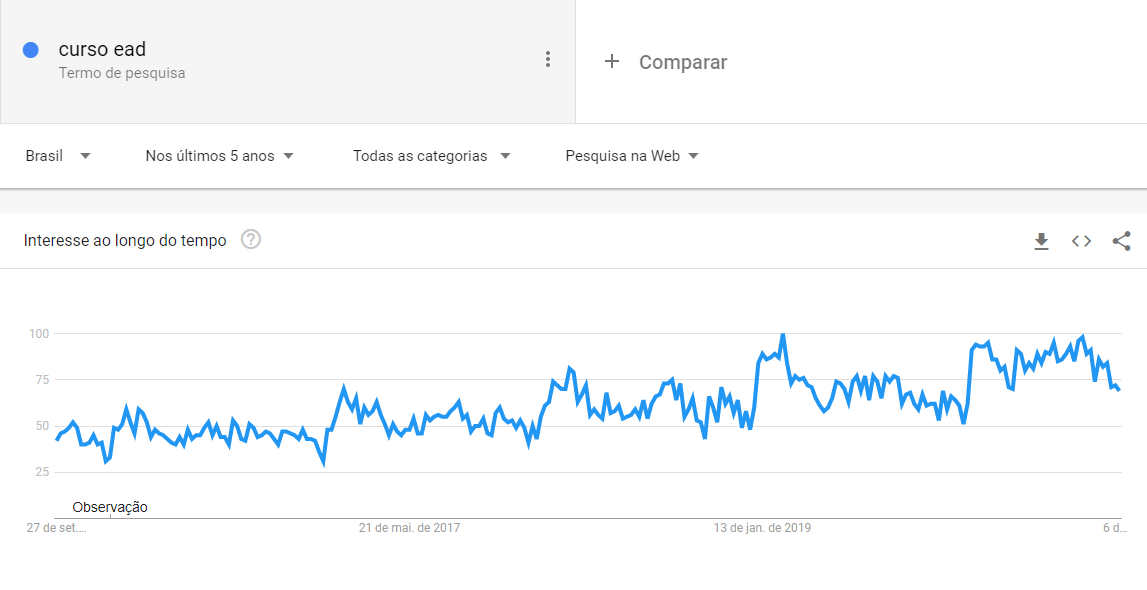 curso ead
Termo de pesquisa
+ Comparar
Brasil
Nos últimos 5 anos
Todas as categorias
Pesquisa na Web
Interesse ao longo do tempo
?
100
75
50
25
Observação
27 de set....
21 de mai. de 2017
13 de jan. de 2019
6 d...